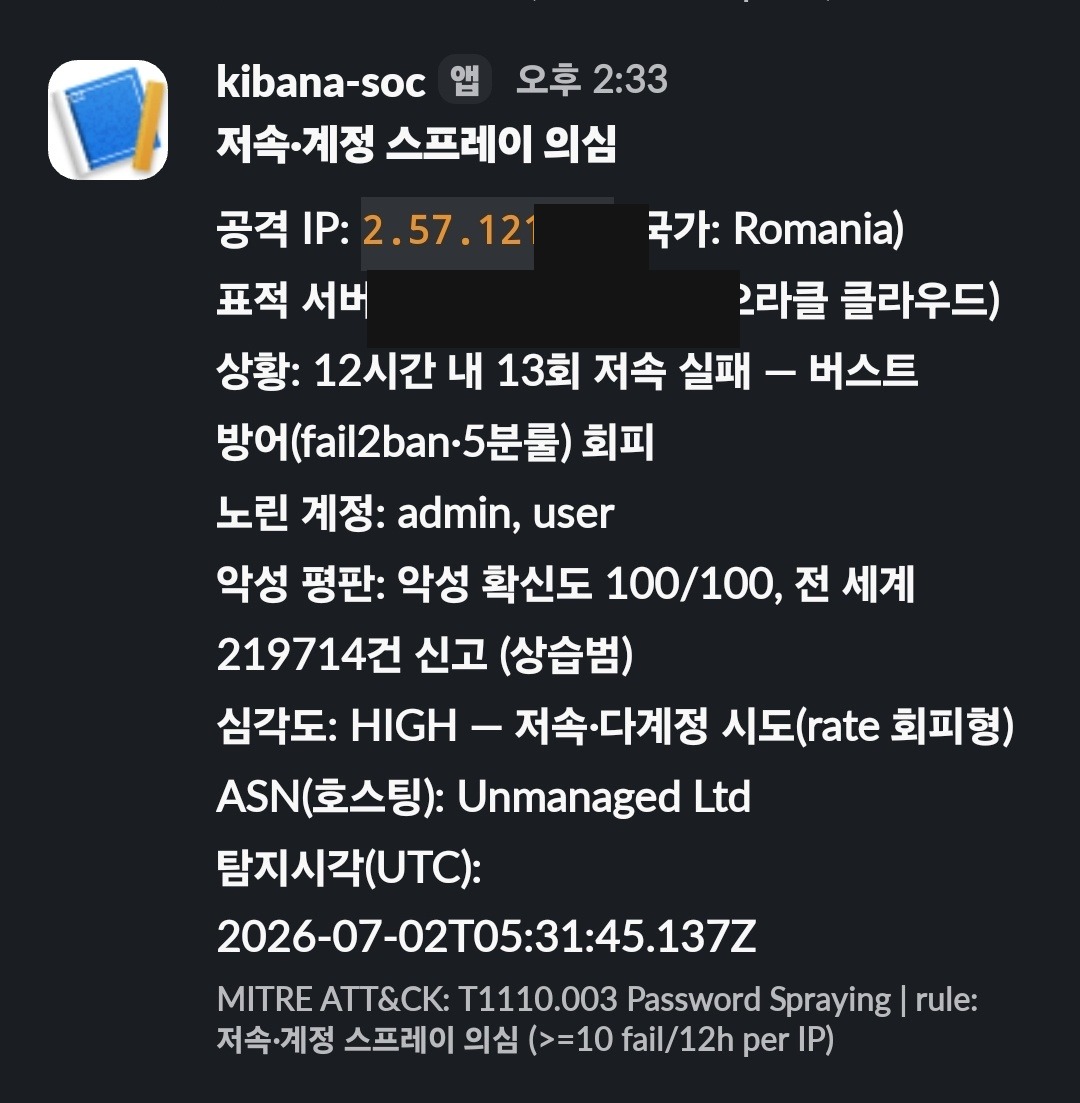 kibana-soc 앱 오후 2:33
저속·계정 스프레이 의심
공격 IP: 2.57.121 국가: Romania)
표적 서버 오라클 클라우드)
상황: 12시간 내 13회 저속 실패 — 버스트
방어(fail2ban·5분룰) 회피
노린 계정: admin, user
악성 평판: 악성 확신도 100/100, 전 세계
219714건 신고 (상습범)
심각도: HIGH — 저속·다계정 시도(rate 회피형)
ASN(호스팅): Unmanaged Ltd
탐지시각(UTC):
2026-07-02T05:31:45.137Z
MITRE ATT&CK: T1110.003 Password Spraying | rule:
저속·계정 스프레이 의심 (>=10 fail/12h per IP)